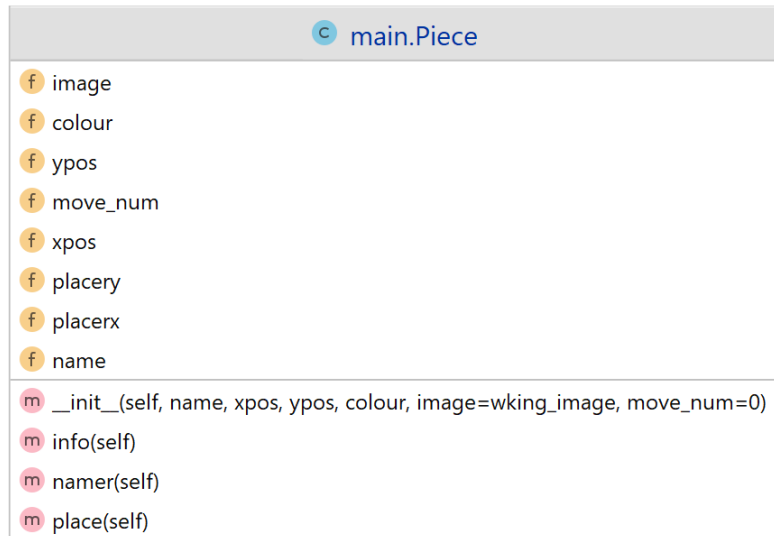 C main.Piece
f image
f colour
f ypos
f move_num
f xpos
f placery
f placerx
f name
m __init__(self, name, xpos, ypos, colour, image=wking_image, move_num=0)
m info(self)
m namer(self)
m place(self)